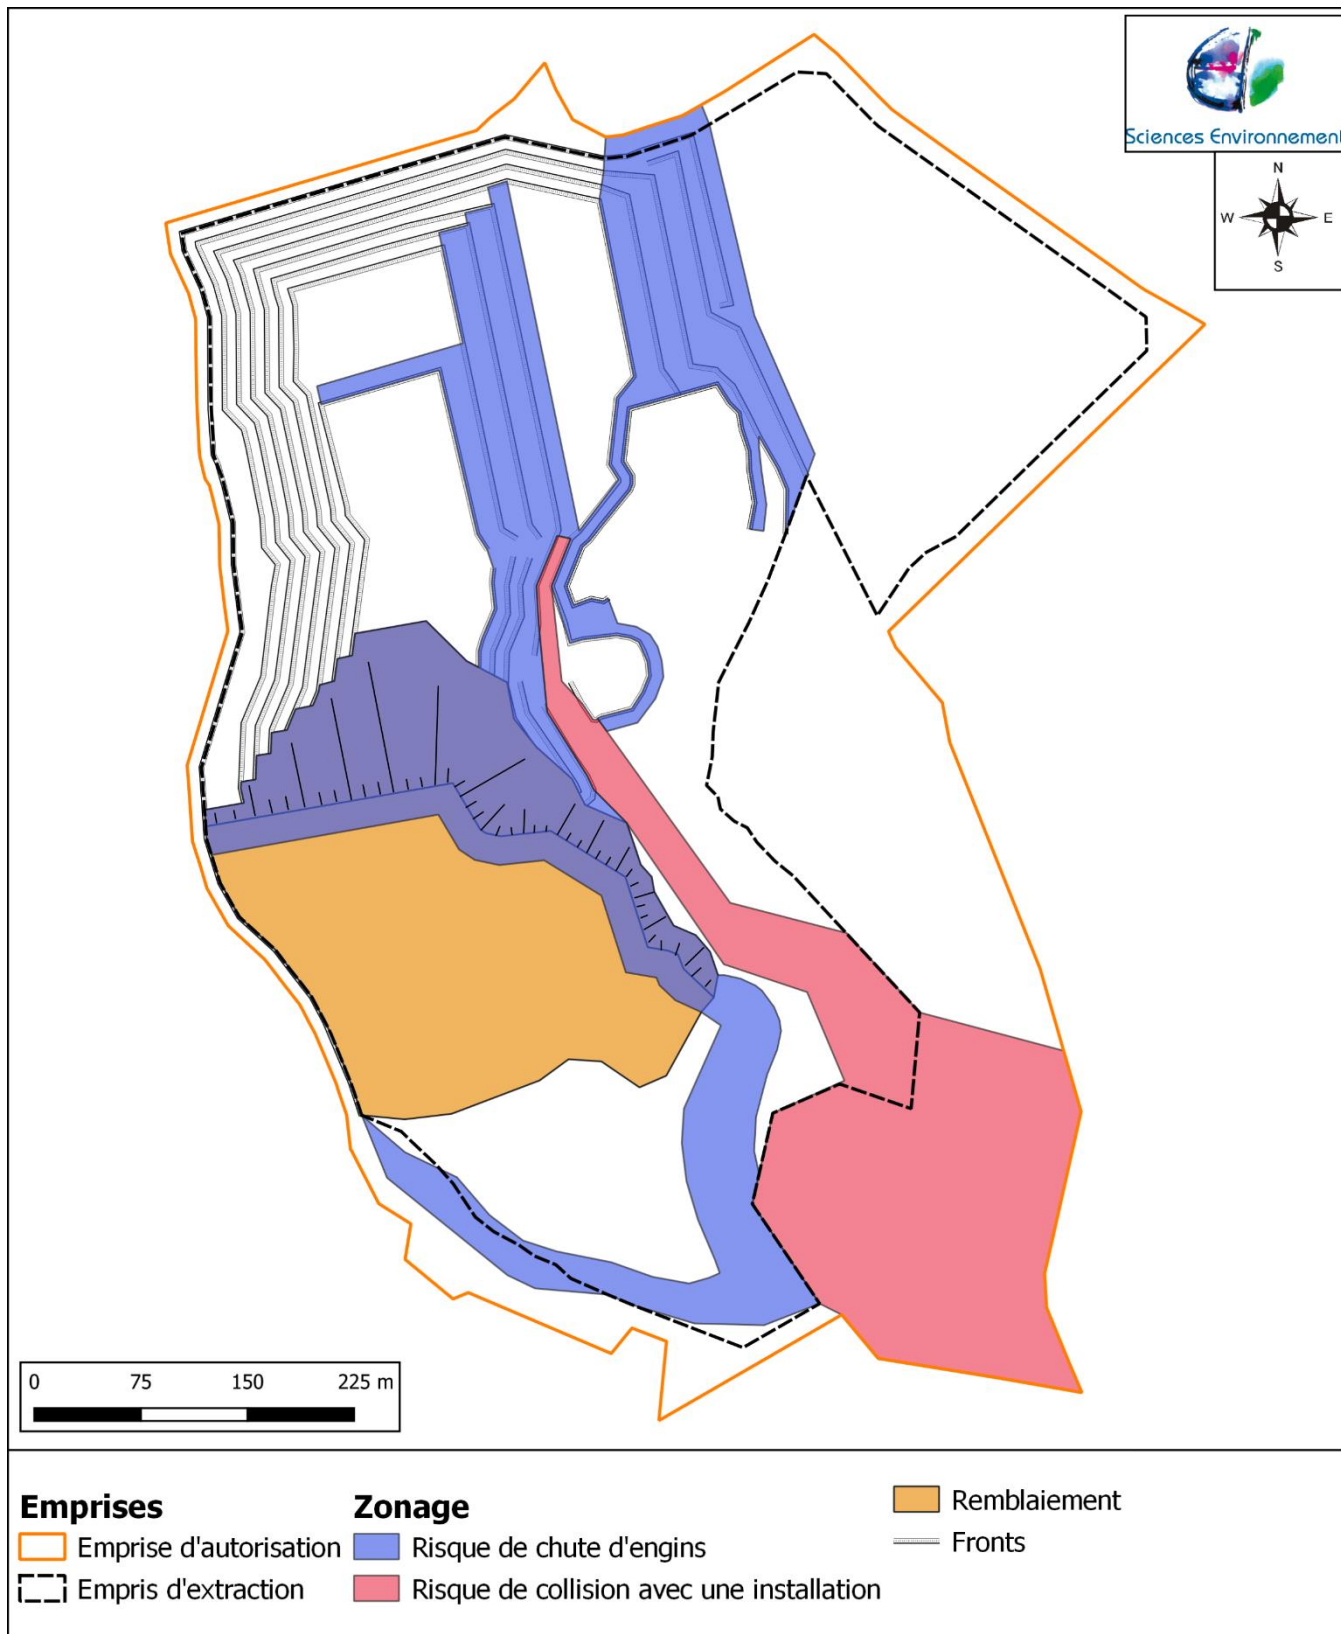 Sciences Environnement
N
W E
S
0 75 150 225 m
Emprises
Emprise d'autorisation
Empris d'extraction
Zonage
Risque de chute d'engins
Risque de collision avec une installation
Remblaiement
Fronts